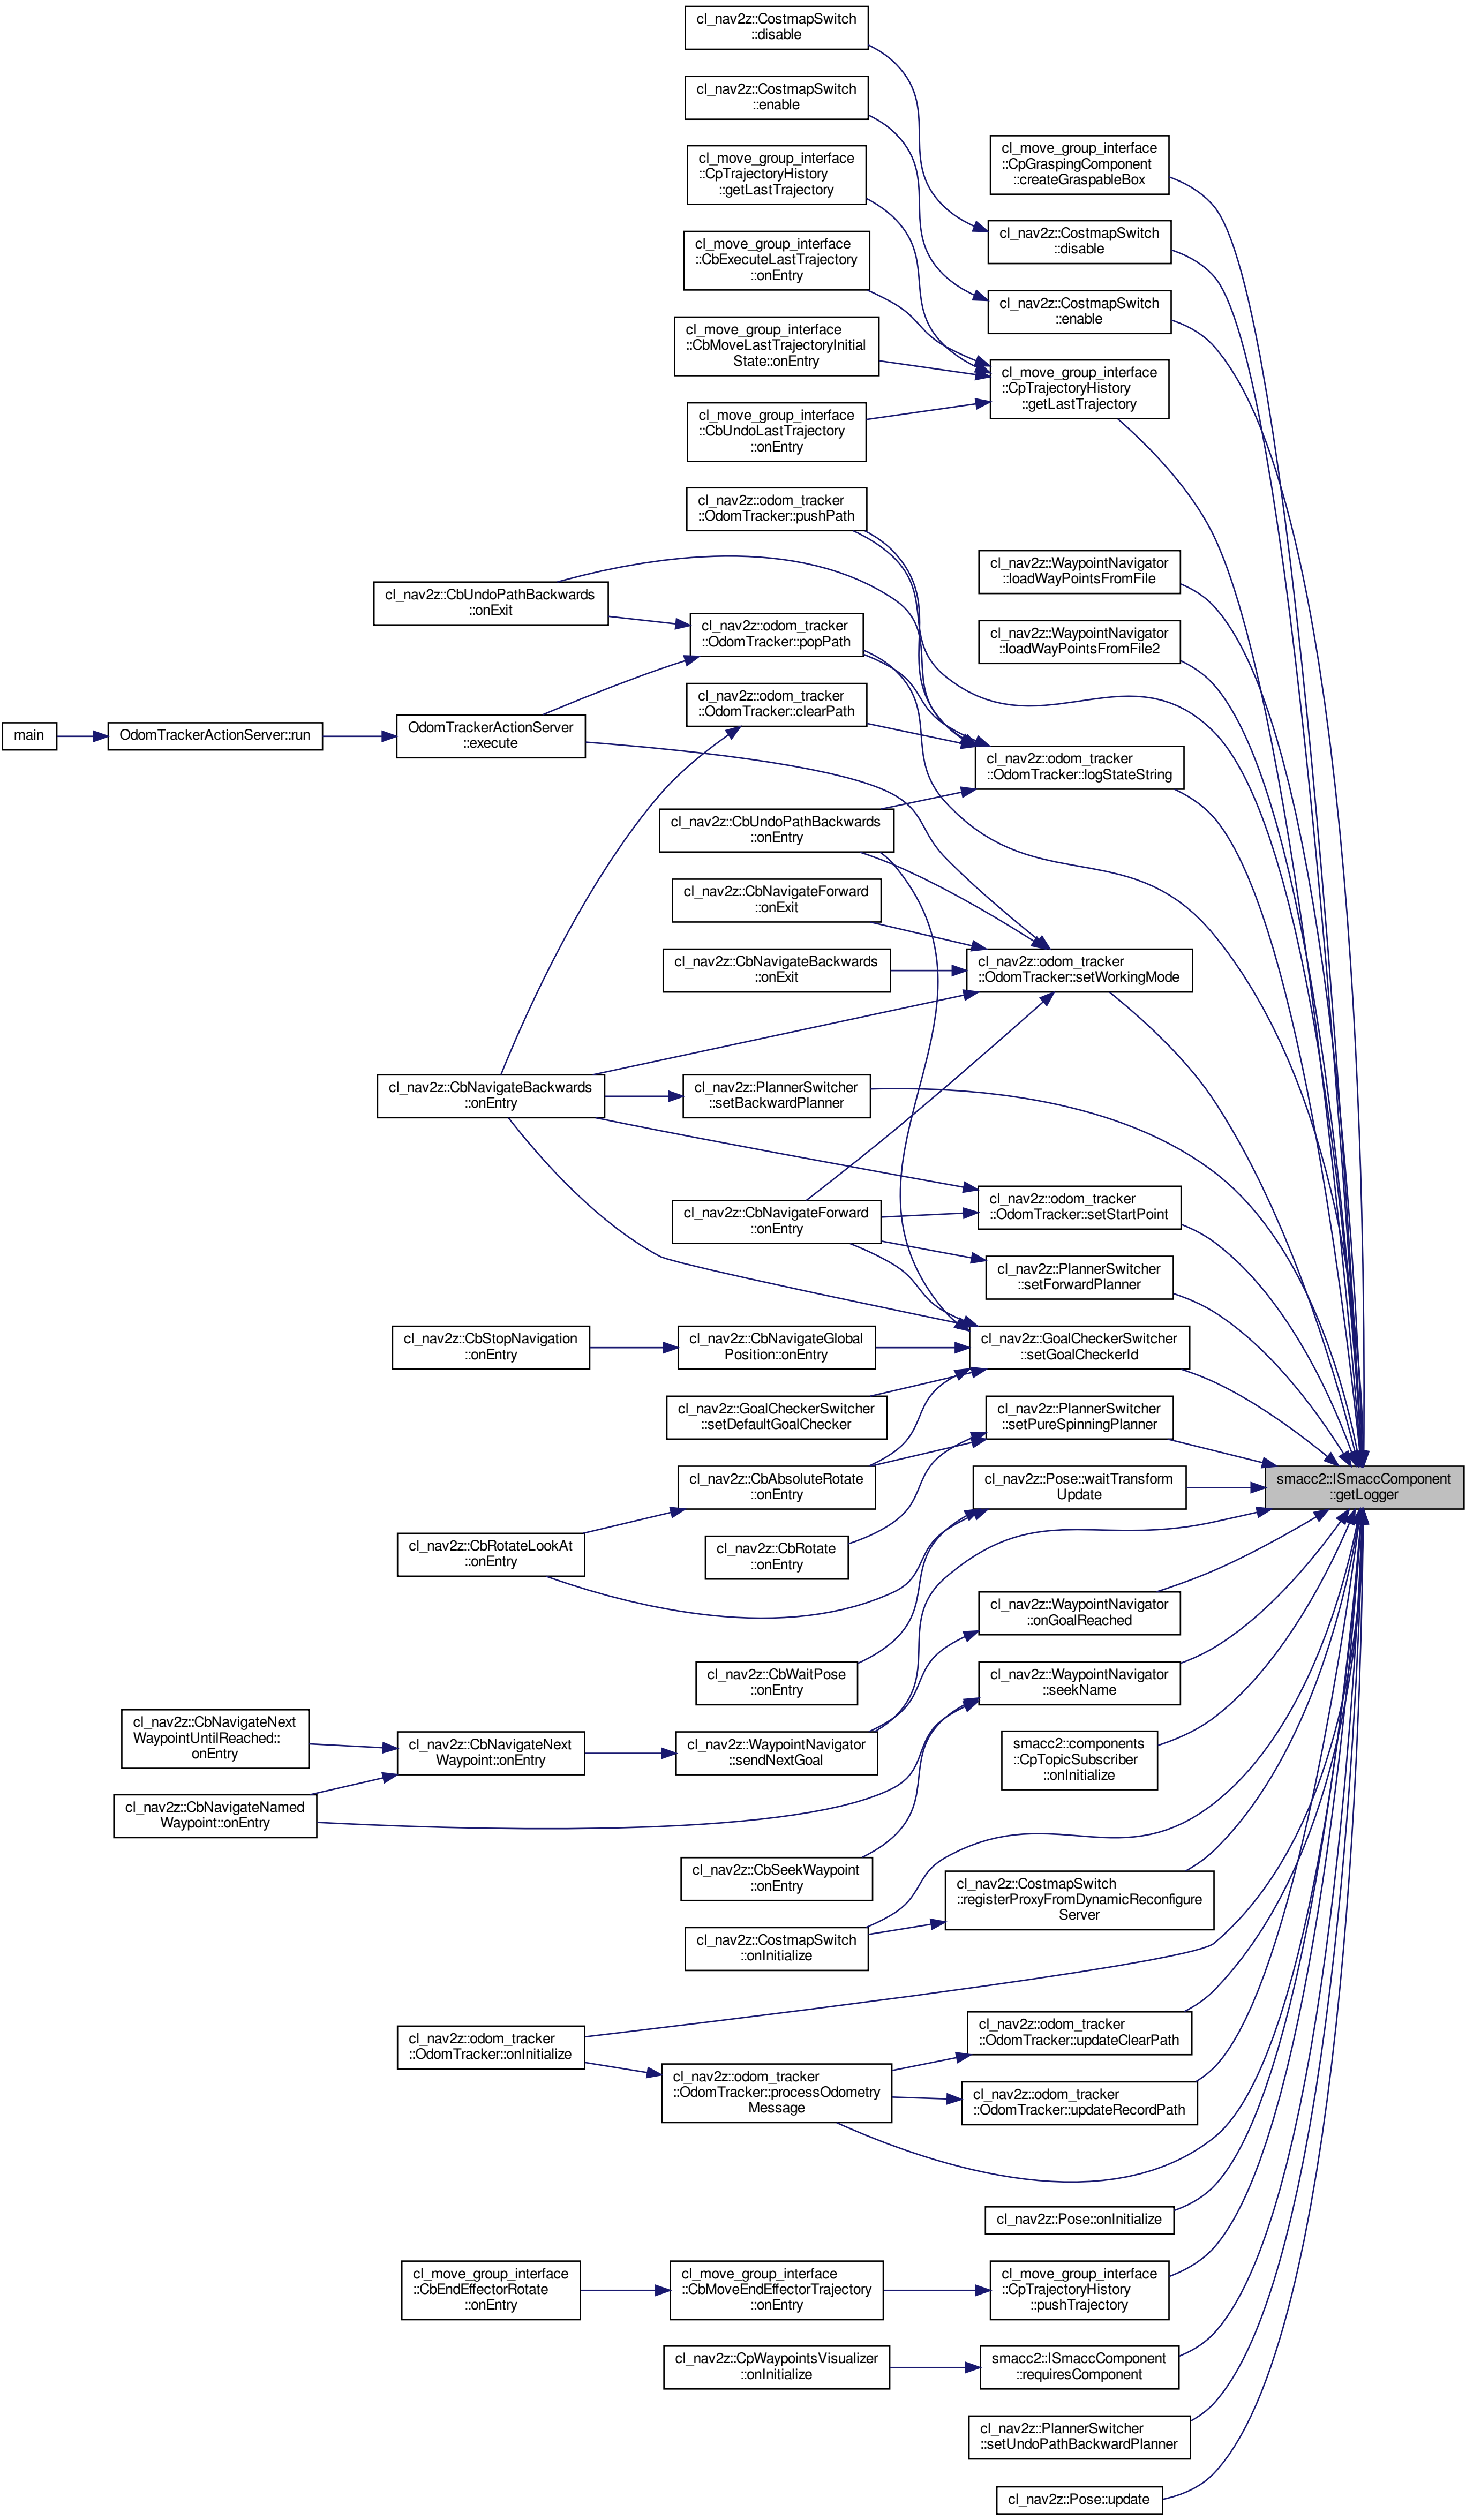 cl_nav2z::CostmapSwitch
::disable
cl_nav2z::CostmapSwitch
::enable
cl_move_group_interface
::CpGraspingComponent
::createGraspableBox
cl_move_group_interface
::CpTrajectoryHistory
::getLastTrajectory
cl_nav2z::CostmapSwitch
::disable
cl_move_group_interface
::CbExecuteLastTrajectory
::onEntry
cl_nav2z::CostmapSwitch
::enable
cl_move_group_interface
::CbMoveLastTrajectoryInitial
State::onEntry
cl_move_group_interface
::CpTrajectoryHistory
::getLastTrajectory
cl_move_group_interface
::CbUndoLastTrajectory
::onEntry
cl_nav2z::odom_tracker
::OdomTracker::pushPath
cl_nav2z::WaypointNavigator
::loadWayPointsFromFile
cl_nav2z::CbUndoPathBackwards
::onExit
cl_nav2z::odom_tracker
::OdomTracker::popPath
cl_nav2z::WaypointNavigator
::loadWayPointsFromFile2
cl_nav2z::odom_tracker
::OdomTracker::clearPath
main
OdomTrackerActionServer::run
OdomTrackerActionServer
::execute
cl_nav2z::odom_tracker
::OdomTracker::logStateString
cl_nav2z::CbUndoPathBackwards
::onEntry
cl_nav2z::CbNavigateForward
::onExit
cl_nav2z::CbNavigateBackwards
::onExit
cl_nav2z::odom_tracker
::OdomTracker::setWorkingMode
cl_nav2z::CbNavigateBackwards
::onEntry
cl_nav2z::PlannerSwitcher
::setBackwardPlanner
cl_nav2z::CbNavigateForward
::onEntry
cl_nav2z::odom_tracker
::OdomTracker::setStartPoint
cl_nav2z::PlannerSwitcher
::setForwardPlanner
cl_nav2z::CbStopNavigation
::onEntry
cl_nav2z::CbNavigateGlobal
Position::onEntry
cl_nav2z::GoalCheckerSwitcher
::setGoalCheckerId
cl_nav2z::GoalCheckerSwitcher
::setDefaultGoalChecker
cl_nav2z::PlannerSwitcher
::setPureSpinningPlanner
cl_nav2z::CbAbsoluteRotate
::onEntry
cl_nav2z::Pose::waitTransform
Update
smacc2::ISmaccComponent
::getLogger
cl_nav2z::CbRotateLookAt
::onEntry
cl_nav2z::CbRotate
::onEntry
cl_nav2z::WaypointNavigator
::onGoalReached
cl_nav2z::CbWaitPose
::onEntry
cl_nav2z::WaypointNavigator
::seekName
cl_nav2z::CbNavigateNext
WaypointUntilReached::
onEntry
cl_nav2z::CbNavigateNext
Waypoint::onEntry
cl_nav2z::WaypointNavigator
::sendNextGoal
smacc2::components
::CpTopicSubscriber
::onInitialize
cl_nav2z::CbNavigateNamed
Waypoint::onEntry
cl_nav2z::CbSeekWaypoint
::onEntry
cl_nav2z::CostmapSwitch
::registerProxyFromDynamicReconfigure
Server
cl_nav2z::CostmapSwitch
::onInitialize
cl_nav2z::odom_tracker
::OdomTracker::onInitialize
cl_nav2z::odom_tracker
::OdomTracker::updateClearPath
cl_nav2z::odom_tracker
::OdomTracker::processOdometry
Message
cl_nav2z::odom_tracker
::OdomTracker::updateRecordPath
cl_nav2z::Pose::onInitialize
cl_move_group_interface
::CbEndEffectorRotate
::onEntry
cl_move_group_interface
::CbMoveEndEffectorTrajectory
::onEntry
cl_move_group_interface
::CpTrajectoryHistory
::pushTrajectory
cl_nav2z::CpWaypointsVisualizer
::onInitialize
smacc2::ISmaccComponent
::requiresComponent
cl_nav2z::PlannerSwitcher
::setUndoPathBackwardPlanner
cl_nav2z::Pose::update